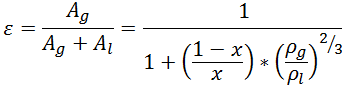 ε = A_g / (A_g + A_l) = 1 / (1 + ((1 − x) / x) * (ρ_g / ρ_l)^(2/3))